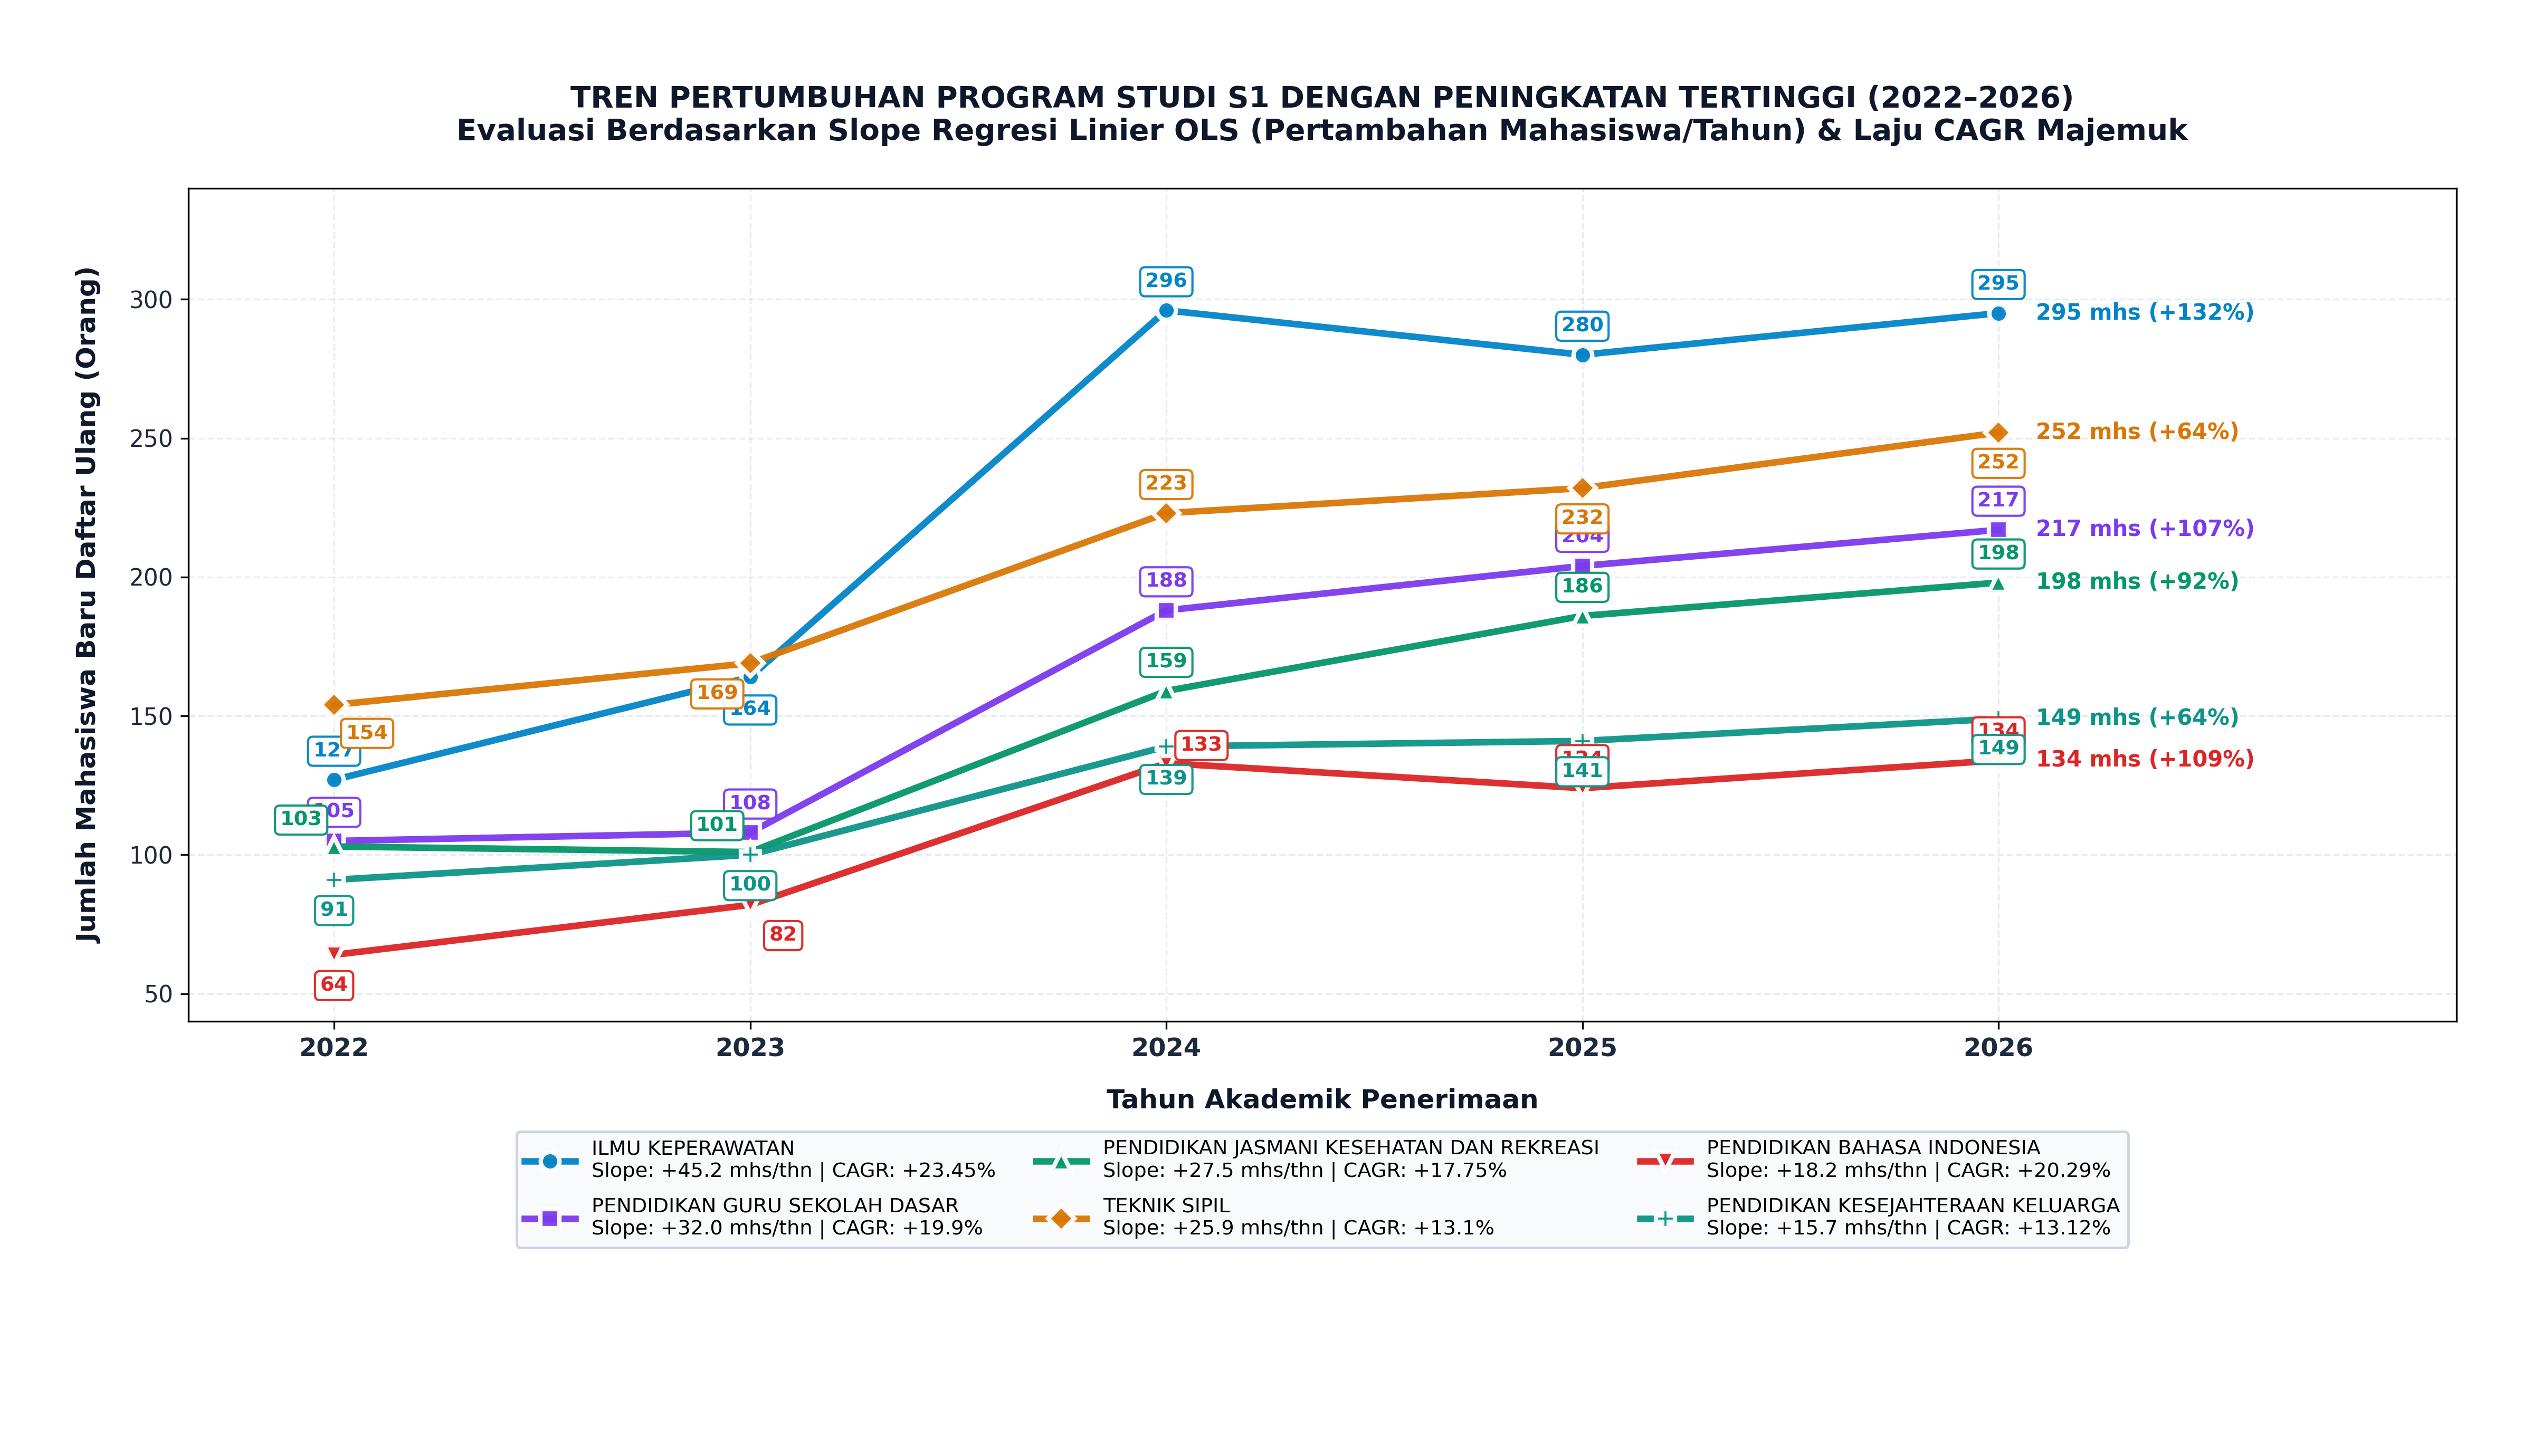 TREN PERTUMBUHAN PROGRAM STUDI S1 DENGAN PENINGKATAN TERTINGGI (2022–2026)
Evaluasi Berdasarkan Slope Regresi Linier OLS (Pertambahan Mahasiswa/Tahun) & Laju CAGR Majemuk
Jumlah Mahasiswa Baru Daftar Ulang (Orang)
300
250
200
150
100
50
296
280
295
295 mhs (+132%)
252 mhs (+64%)
223
232
252
204
217
217 mhs (+107%)
188
186
198
198 mhs (+92%)
159
169
164
154
127
149 mhs (+64%)
133
134
139
141
149
134 mhs (+109%)
103
108
101
100
91
82
64
2022
2023
2024
2025
2026
Tahun Akademik Penerimaan
ILMU KEPERAWATAN
Slope: +45.2 mhs/thn | CAGR: +23.45%
PENDIDIKAN GURU SEKOLAH DASAR
Slope: +32.0 mhs/thn | CAGR: +19.9%
PENDIDIKAN JASMANI KESEHATAN DAN REKREASI
Slope: +27.5 mhs/thn | CAGR: +17.75%
TEKNIK SIPIL
Slope: +25.9 mhs/thn | CAGR: +13.1%
PENDIDIKAN BAHASA INDONESIA
Slope: +18.2 mhs/thn | CAGR: +20.29%
PENDIDIKAN KESEJAHTERAAN KELUARGA
Slope: +15.7 mhs/thn | CAGR: +13.12%